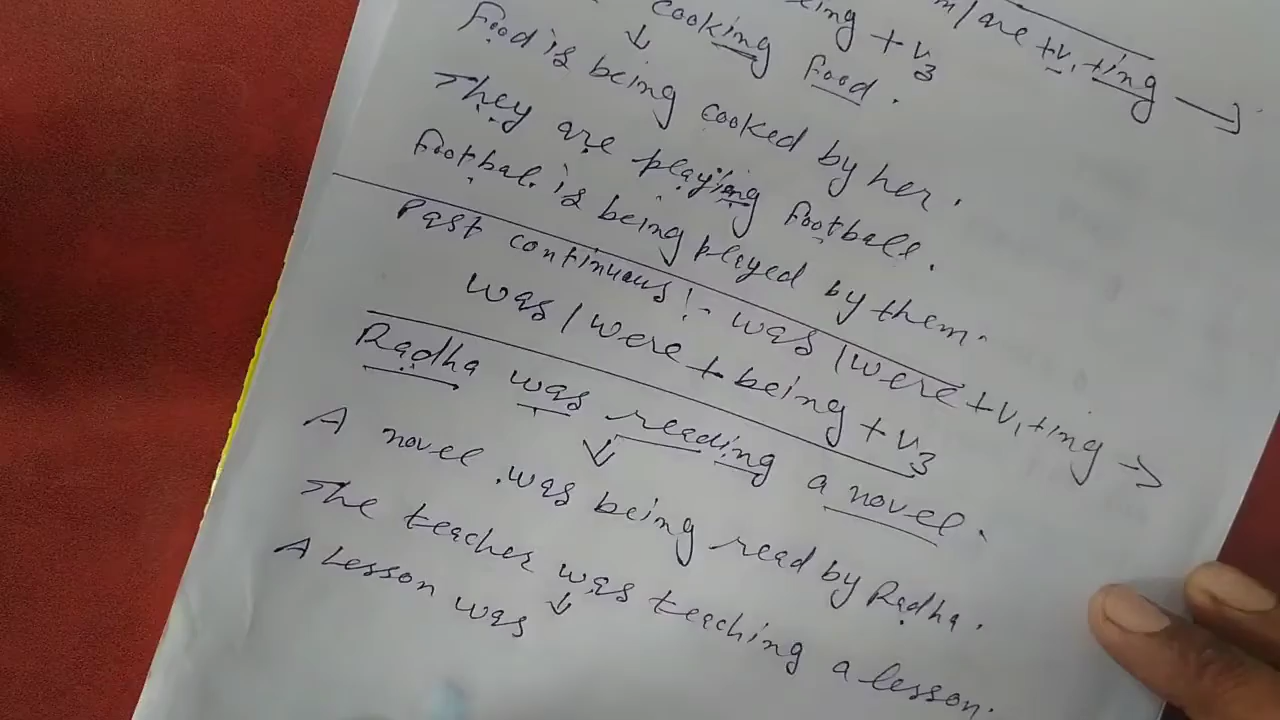 m/are + v, + ing →
ing + v3
cooking food.
Food is being cooked by her.
They are playing football.
Football is being played by them.
Past continuous :- was/were + v, + ing →
was/were + being + v3
Radha was reading a novel.
A novel was being read by Radha.
The teacher was teaching a lesson.
A Lesson was